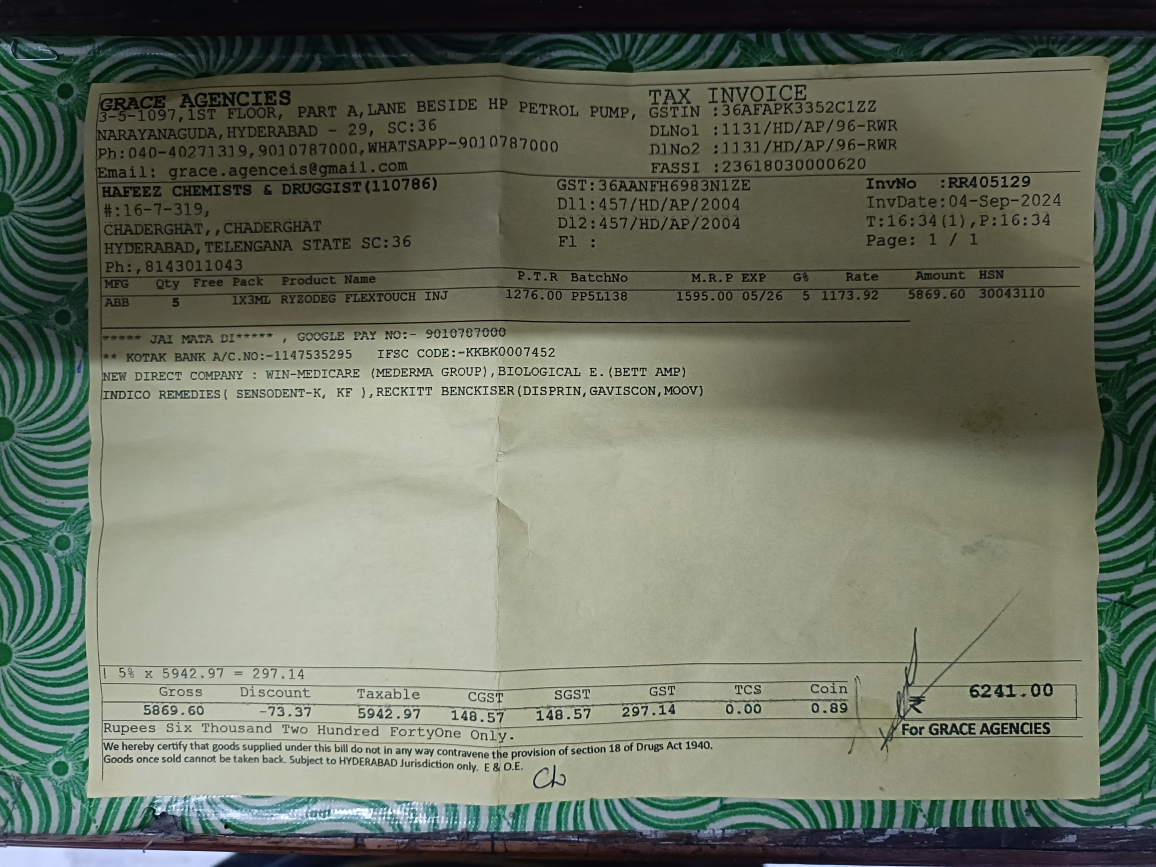 GRACE AGENCIES TAX INVOICE
3-5-1097,1ST FLOOR, PART A,LANE BESIDE HP PETROL PUMP, GSTIN :36AFAPK3352C1ZZ
NARAYANAGUDA,HYDERABAD - 29, SC:36 DLNo1 :1131/HD/AP/96-RWR
Ph:040-40271319,9010787000,WHATSAPP-9010787000 DlNo2 :1131/HD/AP/96-RWR
Email: grace.agenceis@gmail.com FASSI :23618030000620
HAFEEZ CHEMISTS & DRUGGIST(110786) GST:36AANFH6983N1ZE InvNo :RR405129
#:16-7-319, Dl1:457/HD/AP/2004 InvDate:04-Sep-2024
CHADERGHAT,,CHADERGHAT Dl2:457/HD/AP/2004 T:16:34(1),P:16:34
HYDERABAD,TELENGANA STATE SC:36 Fl : Page: 1 / 1
Ph:,8143011043
MFG Qty Free Pack Product Name P.T.R BatchNo M.R.P EXP G% Rate Amount HSN
ABB 5 1X3ML RYZODEG FLEXTOUCH INJ 1276.00 PP5L138 1595.00 05/26 5 1173.92 5869.60 30043110
***** JAI MATA DI***** , GOOGLE PAY NO:- 9010787000
** KOTAK BANK A/C.NO:-1147535295 IFSC CODE:-KKBK0007452
NEW DIRECT COMPANY : WIN-MEDICARE (MEDERMA GROUP),BIOLOGICAL E.(BETT AMP)
INDICO REMEDIES( SENSODENT-K, KF ),RECKITT BENCKISER(DISPRIN,GAVISCON,MOOV)
| 5% x 5942.97 = 297.14
Gross Discount Taxable CGST SGST GST TCS Coin
5869.60 -73.37 5942.97 148.57 148.57 297.14 0.00 0.89 ₹ 6241.00
Rupees Six Thousand Two Hundred FortyOne Only. For GRACE AGENCIES
We hereby certify that goods supplied under this bill do not in any way contravene the provision of section 18 of Drugs Act 1940.
Goods once sold cannot be taken back. Subject to HYDERABAD Jurisdiction only. E & O.E.